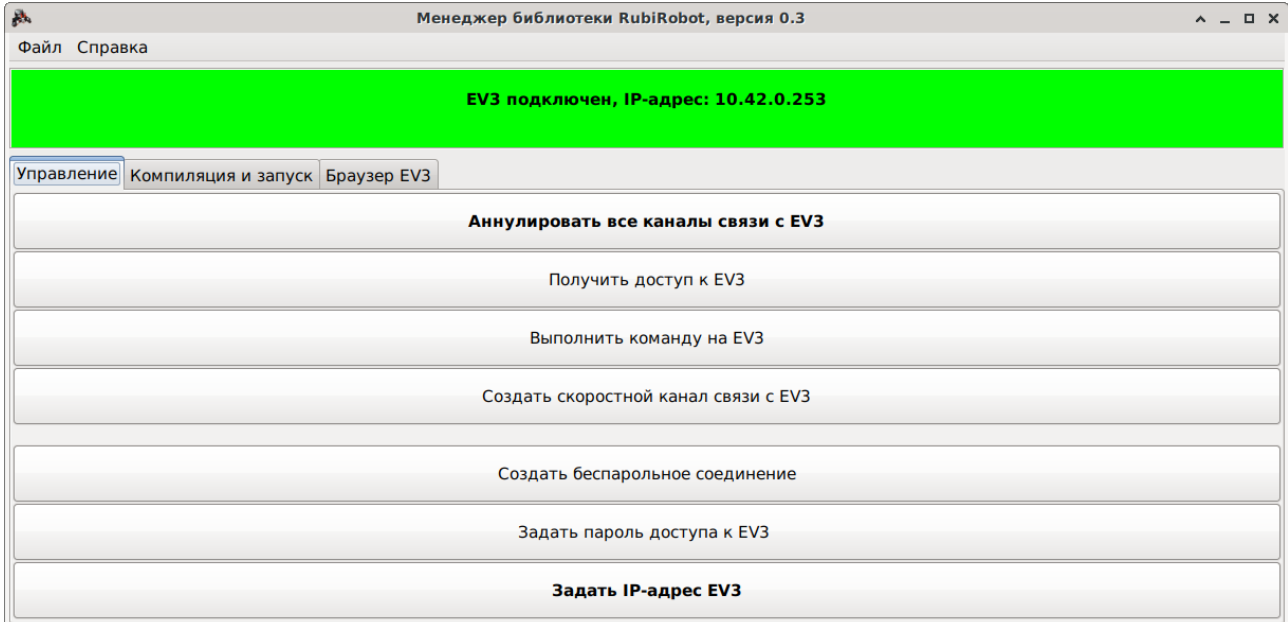 Менеджер библиотеки RubiRobot, версия 0.3
Файл Справка
EV3 подключен, IP-адрес: 10.42.0.253
Управление Компиляция и запуск Браузер EV3
Аннулировать все каналы связи с EV3
Получить доступ к EV3
Выполнить команду на EV3
Создать скоростной канал связи с EV3
Создать беспарольное соединение
Задать пароль доступа к EV3
Задать IP-адрес EV3